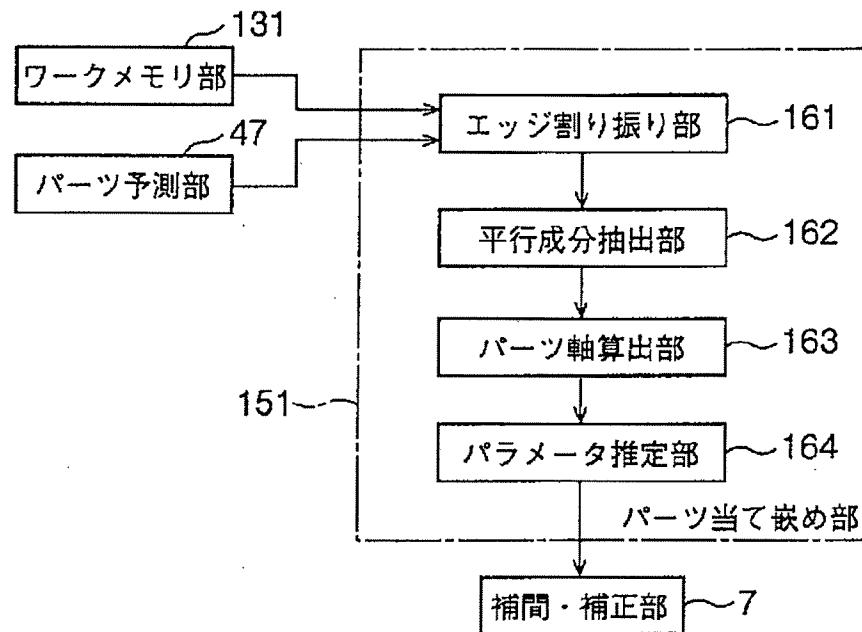 131
ワークメモリ部
47
パーツ予測部
エッジ割り振り部
161
平行成分抽出部
162
パーツ軸算出部
163
151
パラメータ推定部
164
パーツ当て嵌め部
補間・補正部
7